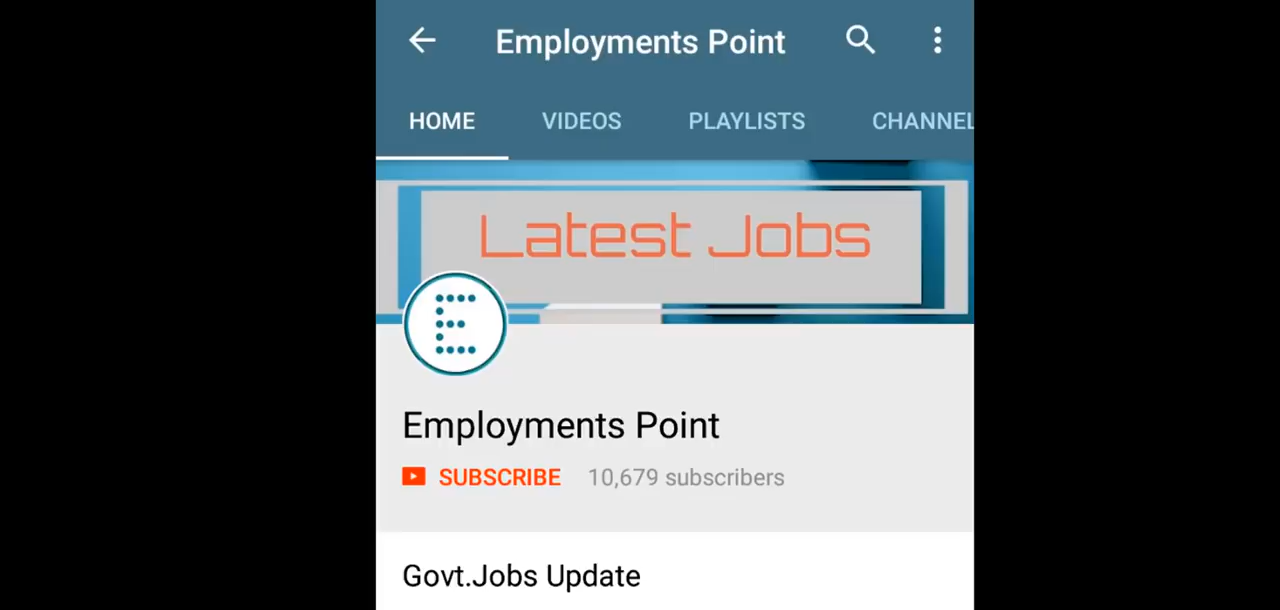 Employments Point
HOME VIDEOS PLAYLISTS CHANNEL
Latest Jobs
E
Employments Point
SUBSCRIBE 10,679 subscribers
Govt.Jobs Update